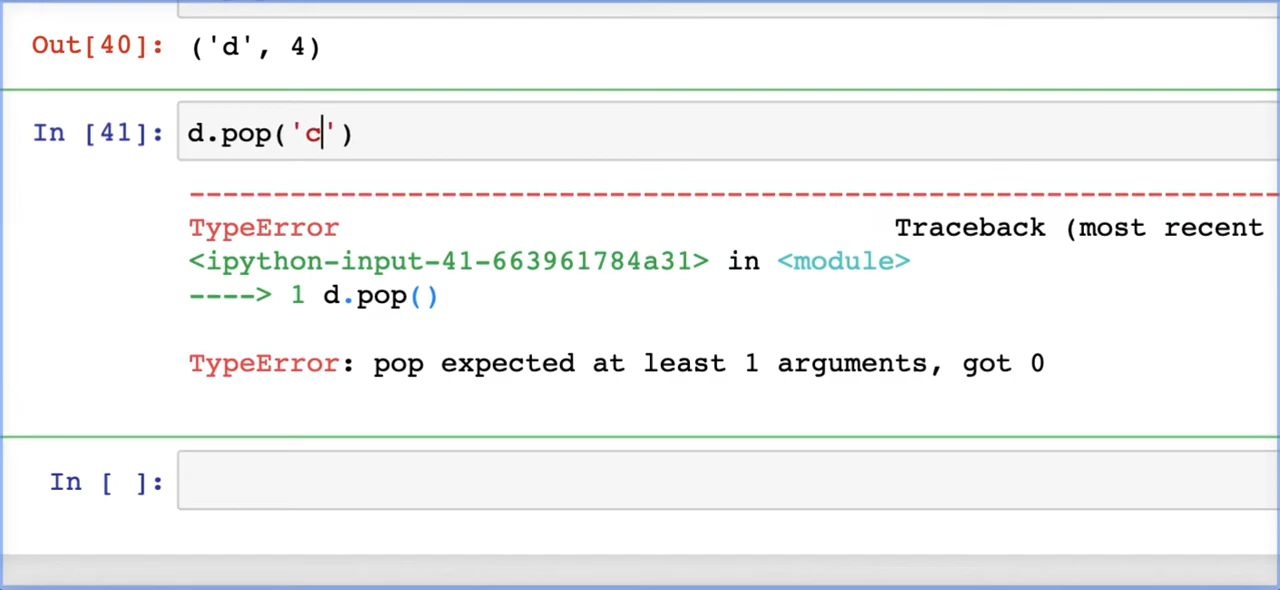 Out[40]: ('d', 4)
In [41]: d.pop('c')
--------------------------------------------------------------------
TypeError Traceback (most recent
<ipython-input-41-663961784a31> in <module>
----> 1 d.pop()
TypeError: pop expected at least 1 arguments, got 0
In [ ]: